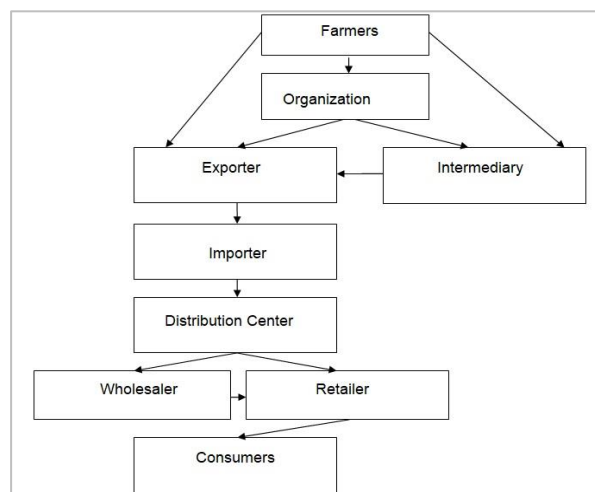 Farmers
Organization
Exporter
Intermediary
Importer
Distribution Center
Wholesaler
Retailer
Consumers